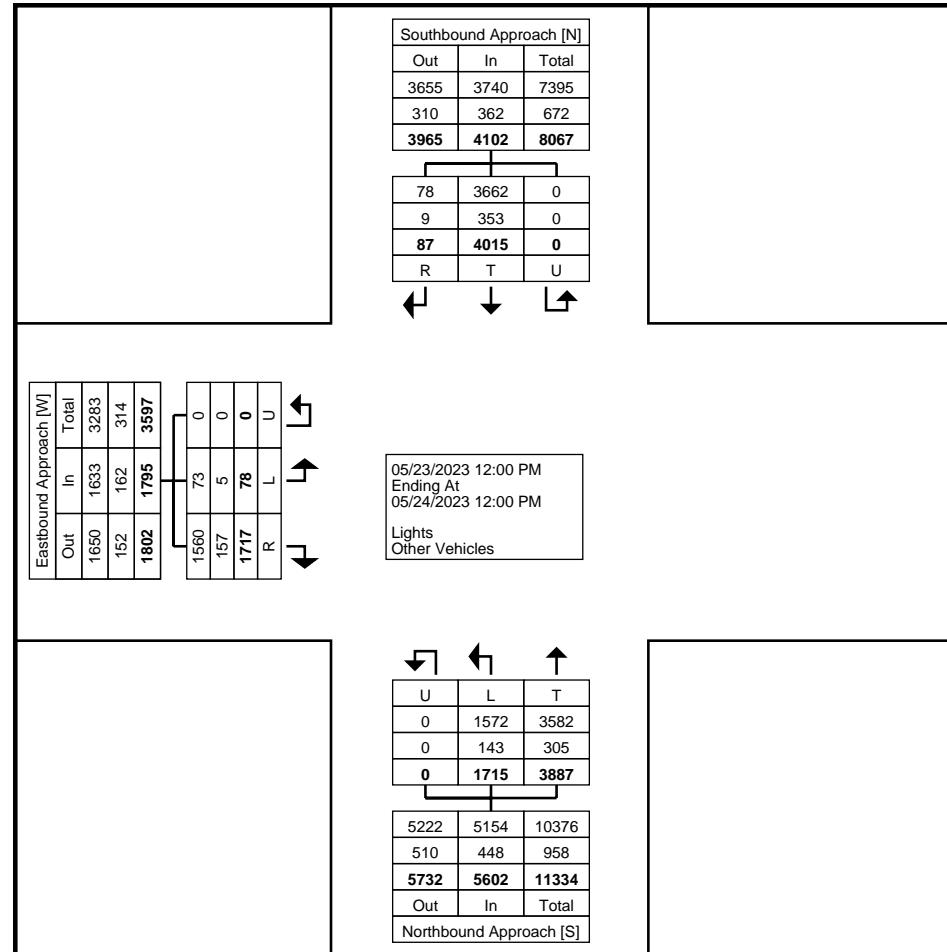 Southbound Approach [N]
Out In Total
3655 3740 7395
310 362 672
3965 4102 8067
78 3662 0
9 353 0
87 4015 0
R T U
Eastbound Approach [W]
Out In Total
1650 1633 3283
152 162 314
1802 1795 3597
1560 73 0
157 5 0
1717 78 0
R L U
05/23/2023 12:00 PM
Ending At
05/24/2023 12:00 PM
Lights
Other Vehicles
U L T
0 1572 3582
0 143 305
0 1715 3887
5222 5154 10376
510 448 958
5732 5602 11334
Out In Total
Northbound Approach [S]